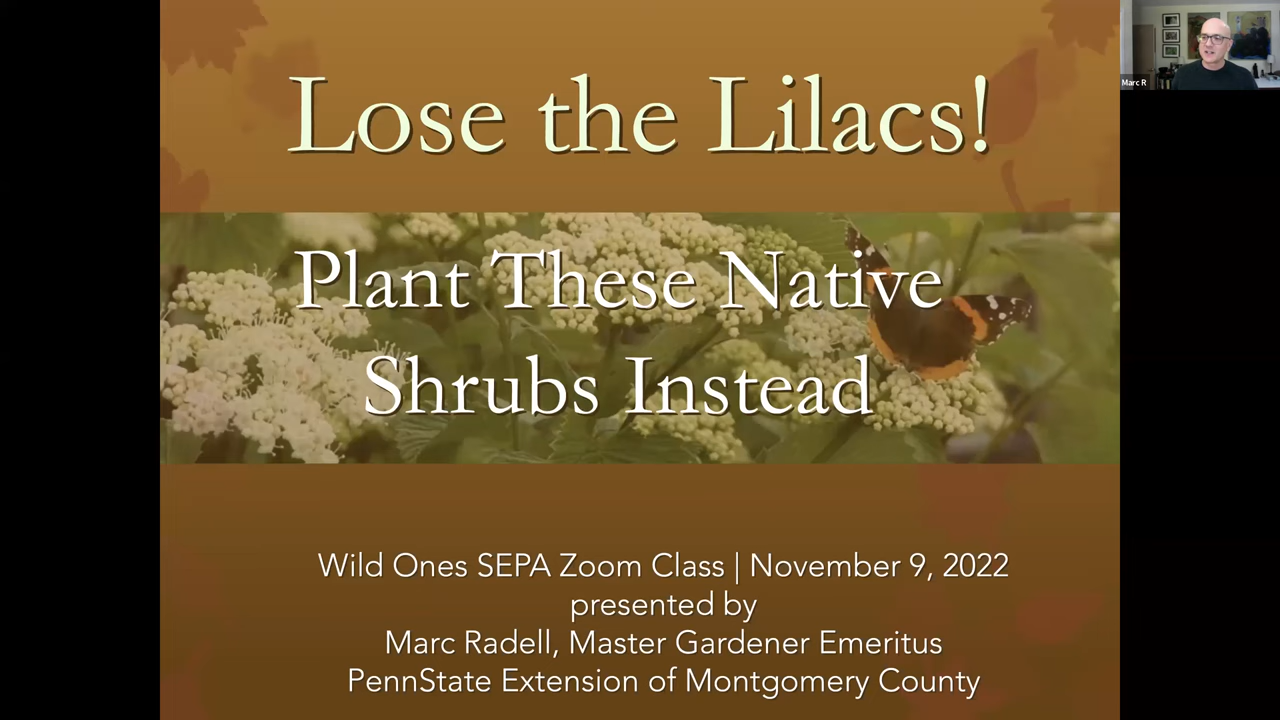 Lose the Lilacs!
Plant These Native
Shrubs Instead
Wild Ones SEPA Zoom Class | November 9, 2022
presented by
Marc Radell, Master Gardener Emeritus
PennState Extension of Montgomery County
Marc R